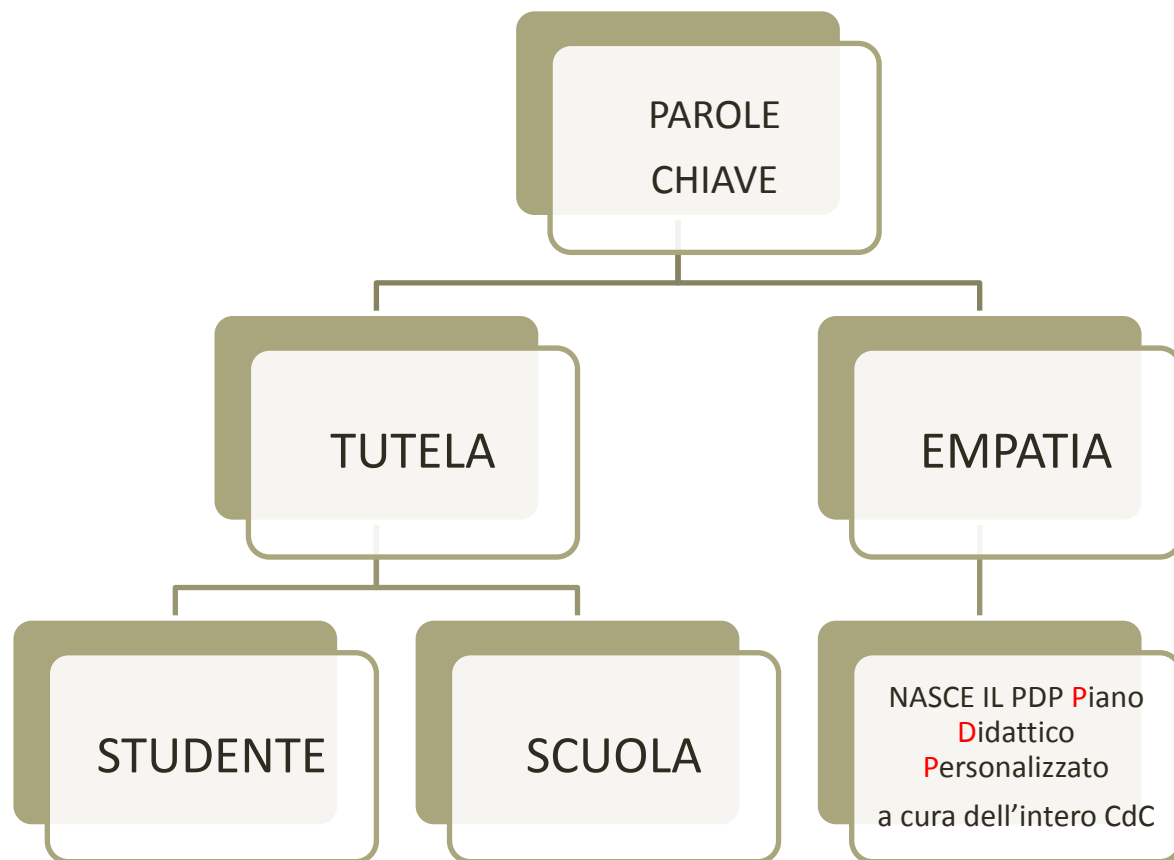 PAROLE
CHIAVE
TUTELA
EMPATIA
STUDENTE
SCUOLA
NASCE IL PDP Piano
Didattico
Personalizzato
a cura dell’intero CdC